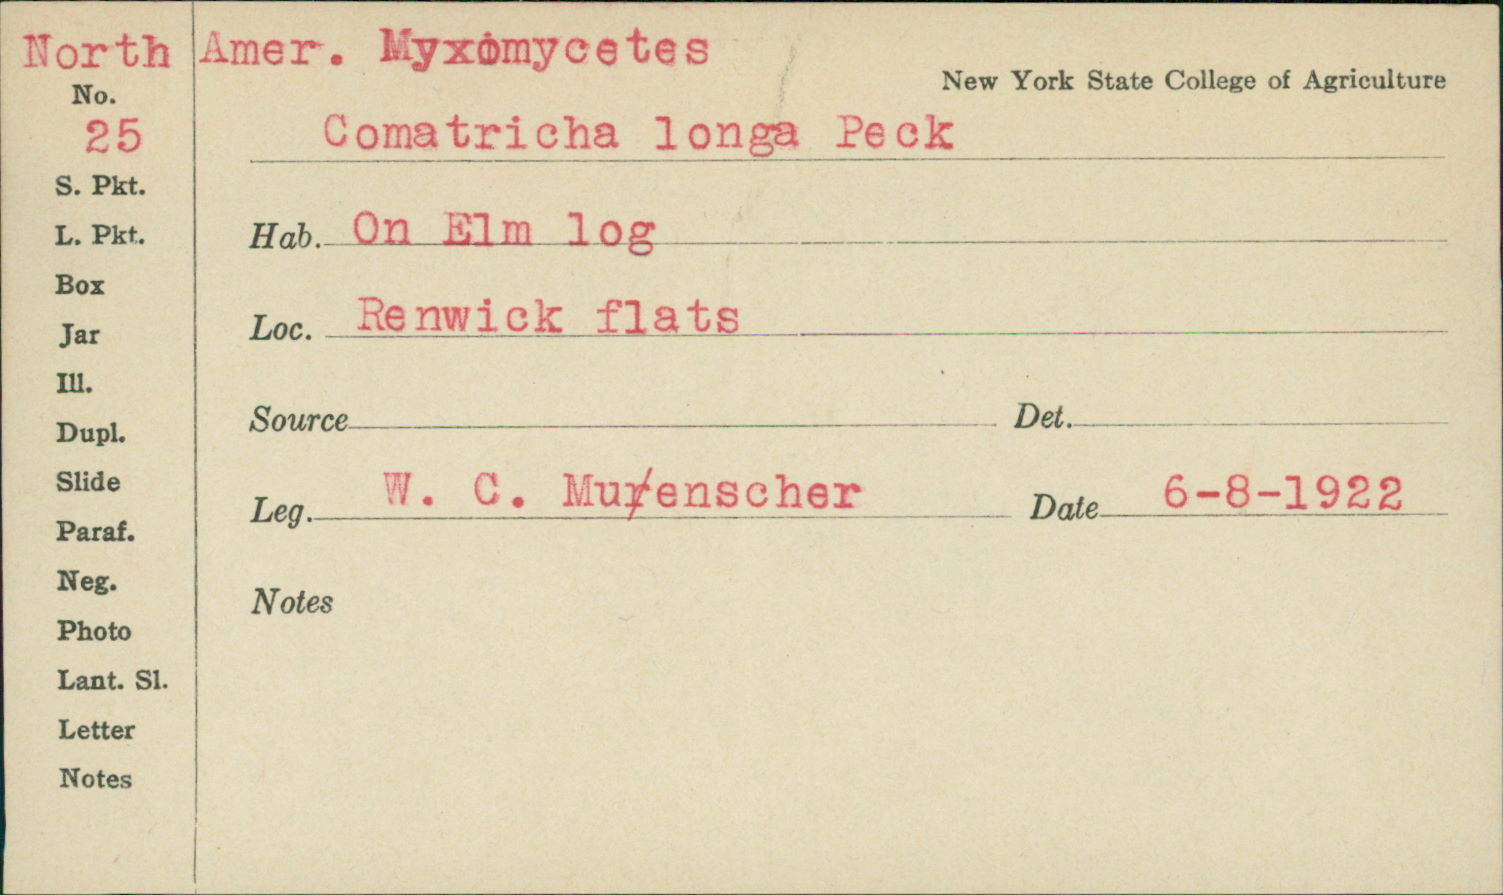 North Amer. Myxomycetes
New York State College of Agriculture
No.
25
Comatricha longa Peck
S. Pkt.
L. Pkt.
Hab. On Elm log
Box
Jar
Loc. Renwick flats
Ill.
Dupl.
Source Det.
Slide
Leg. W. C. Murenscher Date 6-8-1922
Paraf.
Neg.
Notes
Photo
Lant. Sl.
Letter
Notes